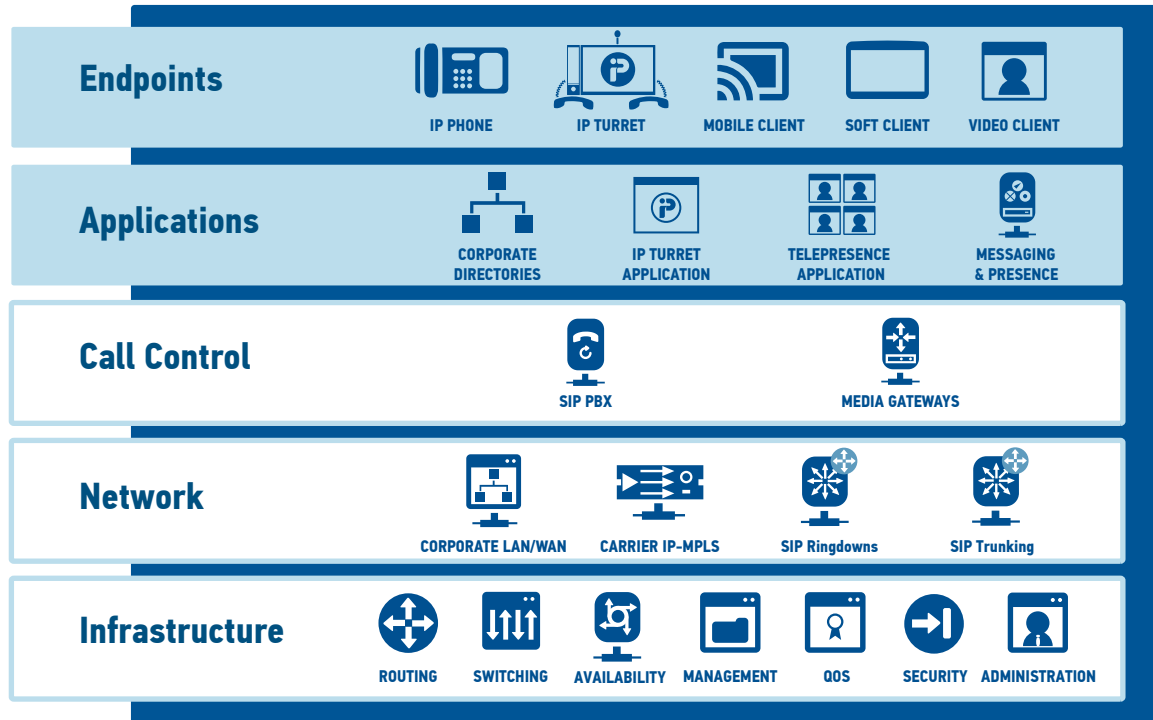 Endpoints
IP PHONE
IP TURRET
MOBILE CLIENT
SOFT CLIENT
VIDEO CLIENT
Applications
CORPORATE
DIRECTORIES
IP TURRET
APPLICATION
TELEPRESENCE
APPLICATION
MESSAGING
& PRESENCE
Call Control
SIP PBX
MEDIA GATEWAYS
Network
CORPORATE LAN/WAN
CARRIER IP-MPLS
SIP Ringdowns
SIP Trunking
Infrastructure
ROUTING
SWITCHING
AVAILABILITY
MANAGEMENT
QOS
SECURITY
ADMINISTRATION